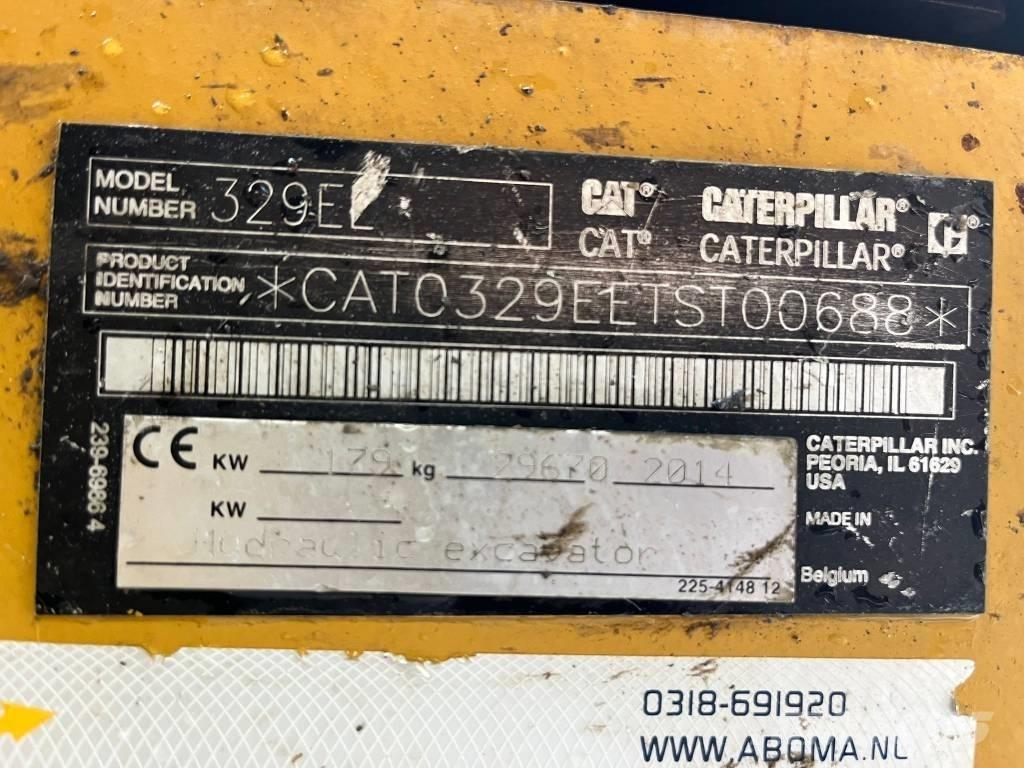 MODEL NUMBER 329EL
CAT® CATERPILLAR®
CAT® CATERPILLAR®
PRODUCT IDENTIFICATION NUMBER *CAT0329EETST00688*
239-6986 4
CE KW 179 kg 29670 2014
KW
Hydraulic excavator
225-4148 12
CATERPILLAR INC.
PEORIA, IL 61629
USA
MADE IN
Belgium
0318-691920
WWW.ABOMA.NL